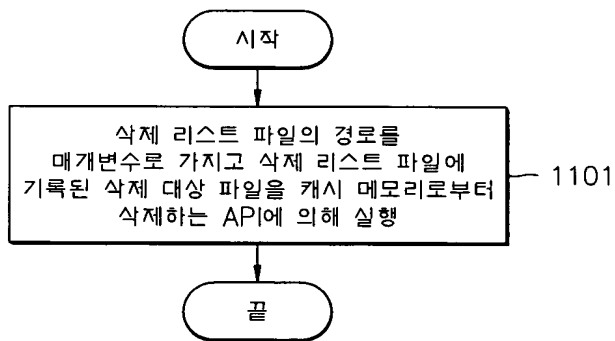 시작
삭제 리스트 파일의 경로를
매개변수로 가지고 삭제 리스트 파일에
기록된 삭제 대상 파일을 캐시 메모리로부터
삭제하는 API에 의해 실행
1101
끝